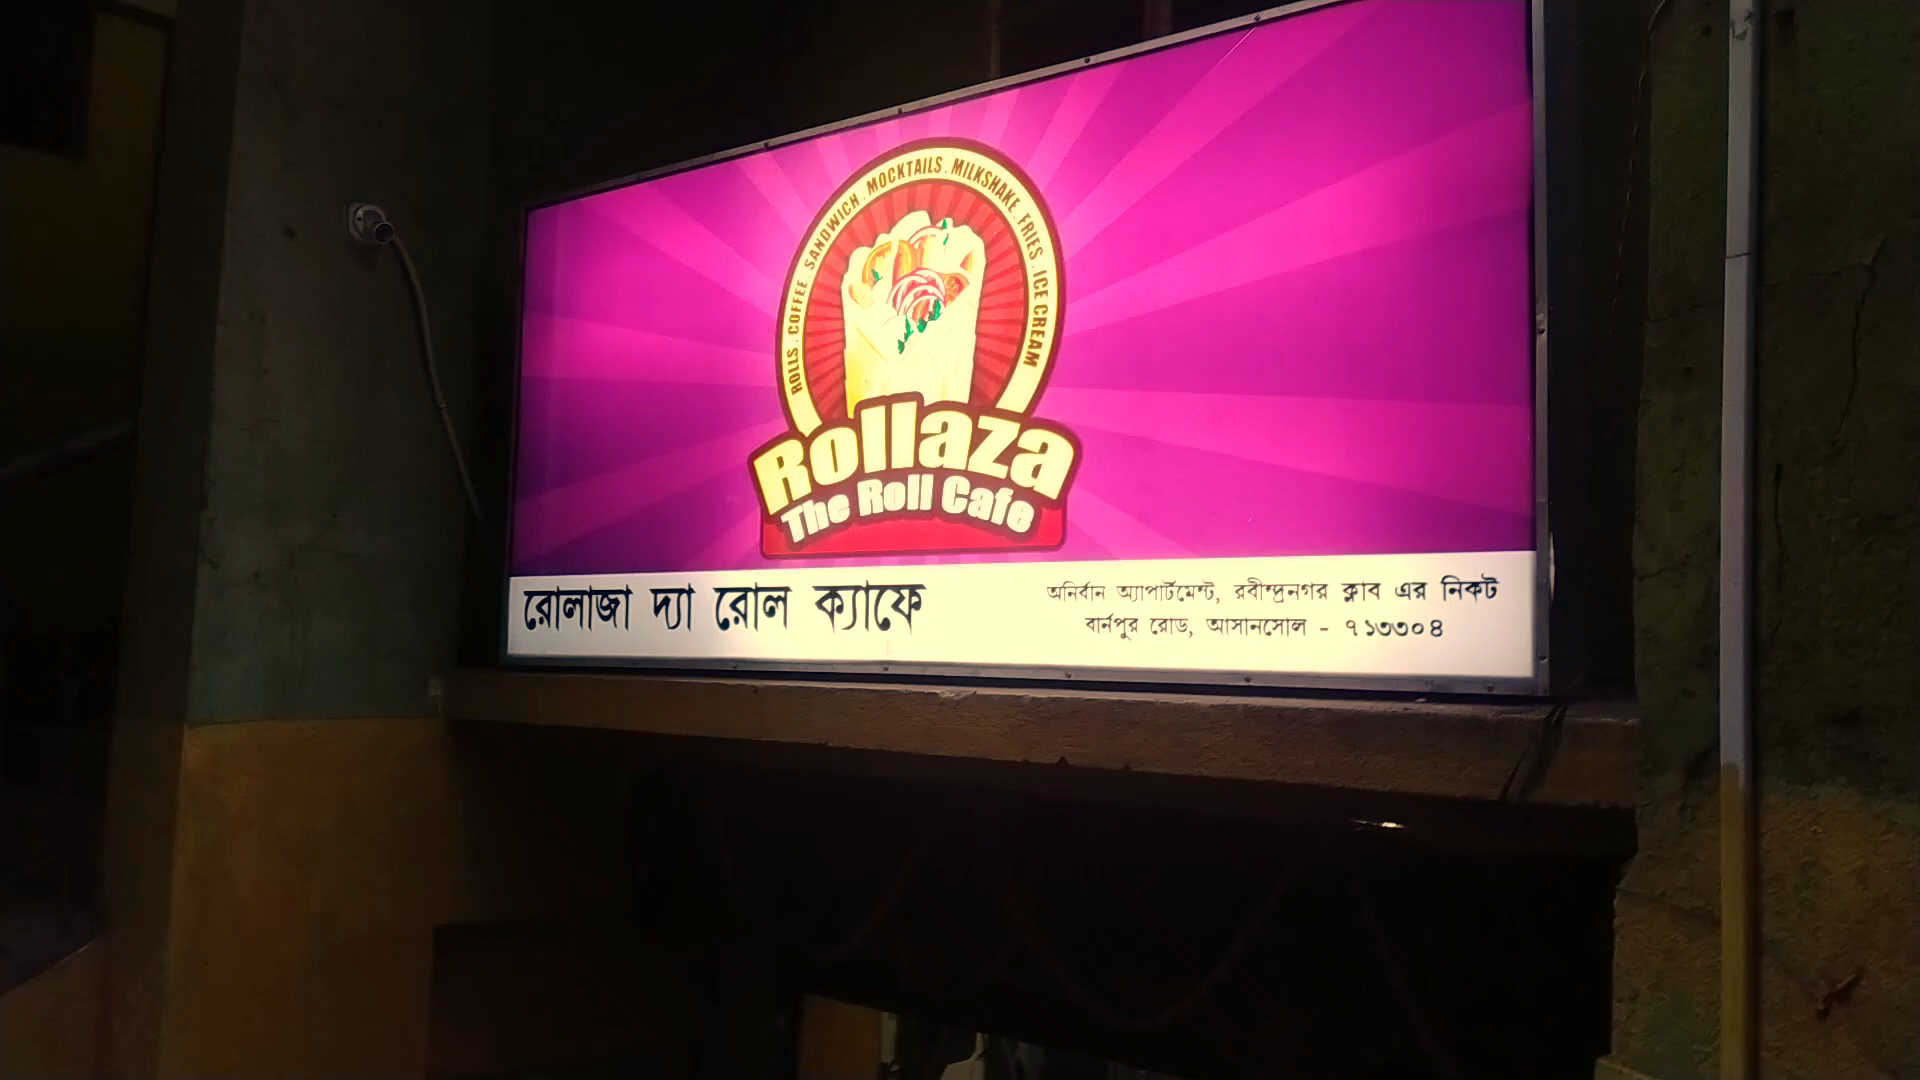 ROLLS . COFFEE . SANDWICH . MOCKTAILS . MILKSHAKE . FRIES . ICE CREAM
Rollaza
The Roll Cafe
রোলাজা দ্যা রোল ক্যাফে
অনির্বান অ্যাপার্টমেন্ট, রবীন্দ্রনগর ক্লাব এর নিকট
বার্নপুর রোড, আসানসোল - ৭১৩৩০৪